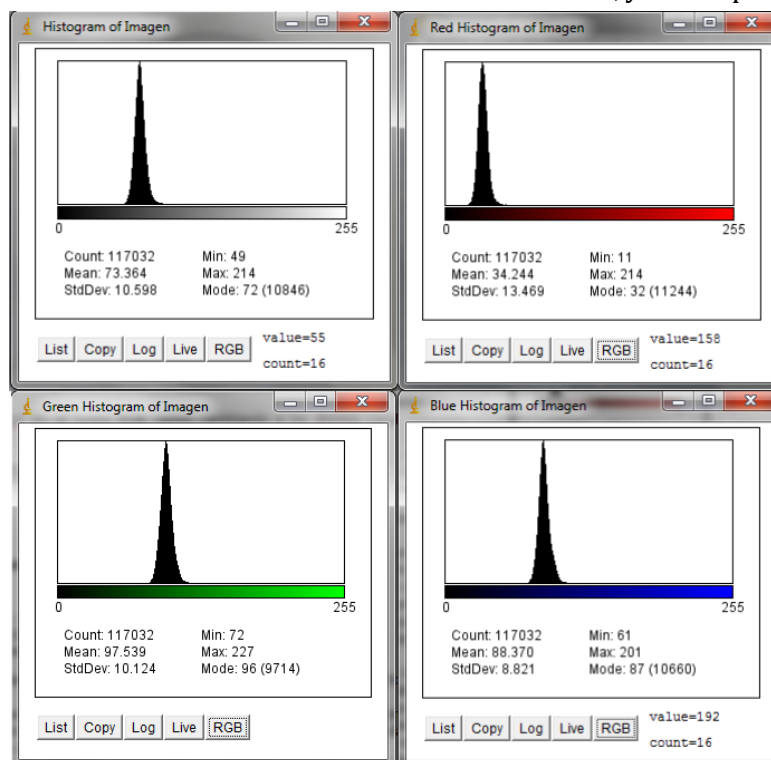 Histogram of Imagen
0 255
Count: 117032 Min: 49
Mean: 73.364 Max: 214
StdDev: 10.598 Mode: 72 (10846)
List Copy Log Live RGB value=55
count=16
Red Histogram of Imagen
0 255
Count: 117032 Min: 11
Mean: 34.244 Max: 214
StdDev: 13.469 Mode: 32 (11244)
List Copy Log Live RGB value=158
count=16
Green Histogram of Imagen
0 255
Count: 117032 Min: 72
Mean: 97.539 Max: 227
StdDev: 10.124 Mode: 96 (9714)
List Copy Log Live RGB
Blue Histogram of Imagen
0 255
Count: 117032 Min: 61
Mean: 88.370 Max: 201
StdDev: 8.821 Mode: 87 (10660)
List Copy Log Live RGB value=192
count=16